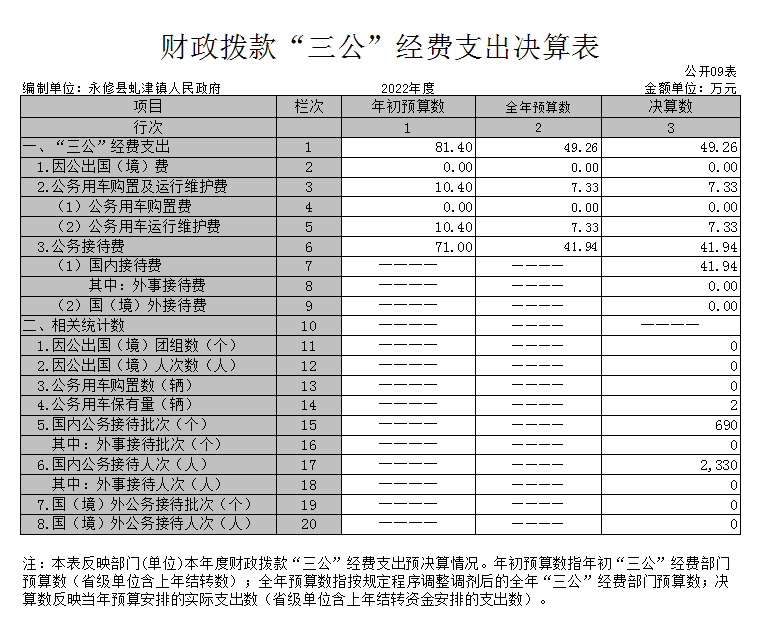 财政拨款“三公”经费支出决算表
公开09表
编制单位：永修县虬津镇人民政府 2022年度 金额单位：万元
项目 栏次 年初预算数 全年预算数 决算数
行次 1 2 3
一、“三公”经费支出 1 81.40 49.26 49.26
1.因公出国（境）费 2 0.00 0.00 0.00
2.公务用车购置及运行维护费 3 10.40 7.33 7.33
（1）公务用车购置费 4 0.00 0.00 0.00
（2）公务用车运行维护费 5 10.40 7.33 7.33
3.公务接待费 6 71.00 41.94 41.94
（1）国内接待费 7 ———— ———— 41.94
其中：外事接待费 8 ———— ———— 0.00
（2）国（境）外接待费 9 ———— ———— 0.00
二、相关统计数 10 ———— ———— ————
1.因公出国（境）团组数（个） 11 ———— ———— 0
2.因公出国（境）人次数（人） 12 ———— ———— 0
3.公务用车购置数（辆） 13 ———— ———— 0
4.公务用车保有量（辆） 14 ———— ———— 2
5.国内公务接待批次（个） 15 ———— ———— 690
其中：外事接待批次（个） 16 ———— ———— 0
6.国内公务接待人次（人） 17 ———— ———— 2,330
其中：外事接待人次（人） 18 ———— ———— 0
7.国（境）外公务接待批次（个） 19 ———— ———— 0
8.国（境）外公务接待人次（人） 20 ———— ———— 0
注：本表反映部门(单位)本年度财政拨款“三公”经费支出预决算情况。年初预算数指年初“三公”经费部门
预算数（省级单位含上年结转数）；全年预算数指按规定程序调整调剂后的全年“三公”经费部门预算数；决
算数反映当年预算安排的实际支出数（省级单位含上年结转资金安排的支出数）。